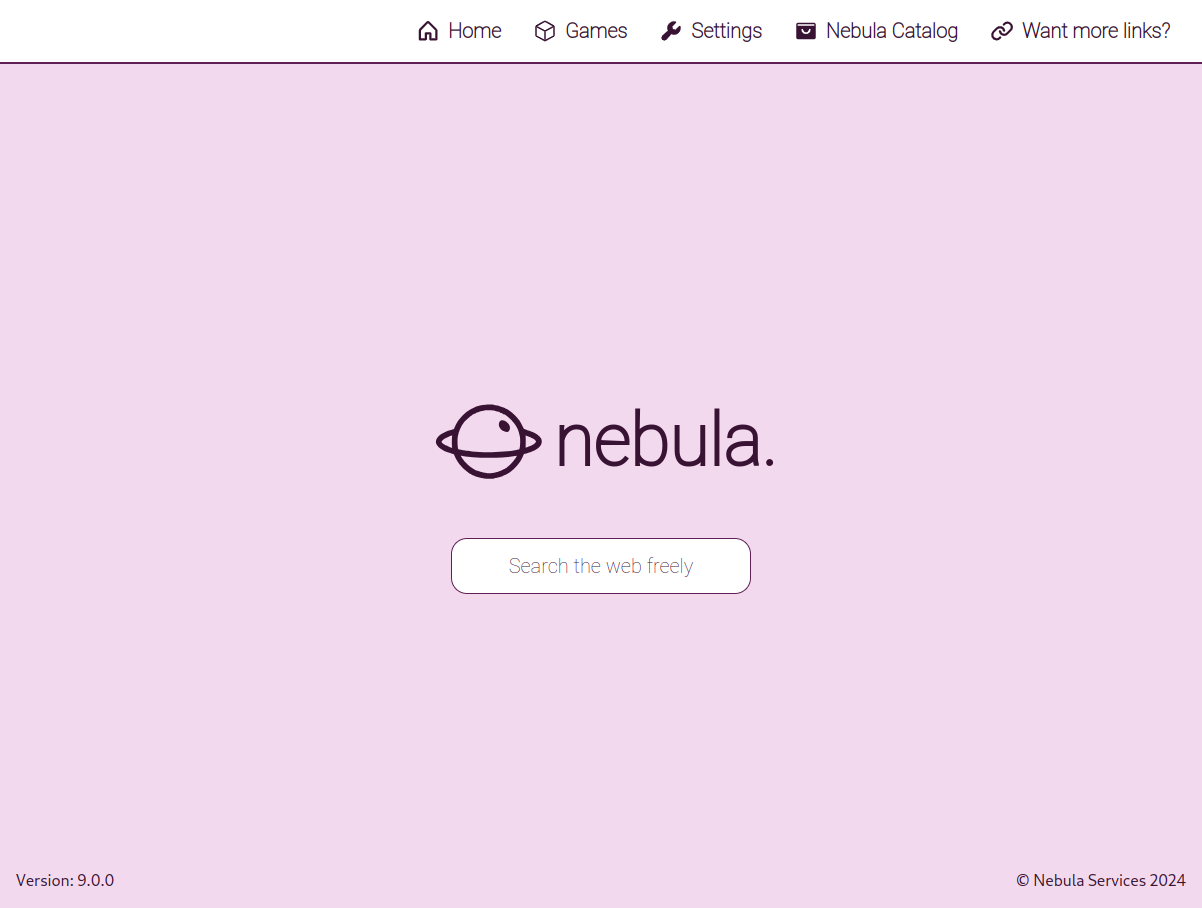 Home Games Settings Nebula Catalog Want more links?
nebula.
Search the web freely
Version: 9.0.0 © Nebula Services 2024